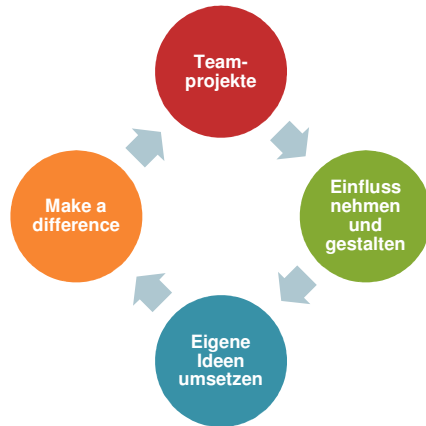 Team-
projekte
Einfluss
nehmen
und
gestalten
Eigene
Ideen
umsetzen
Make a
difference